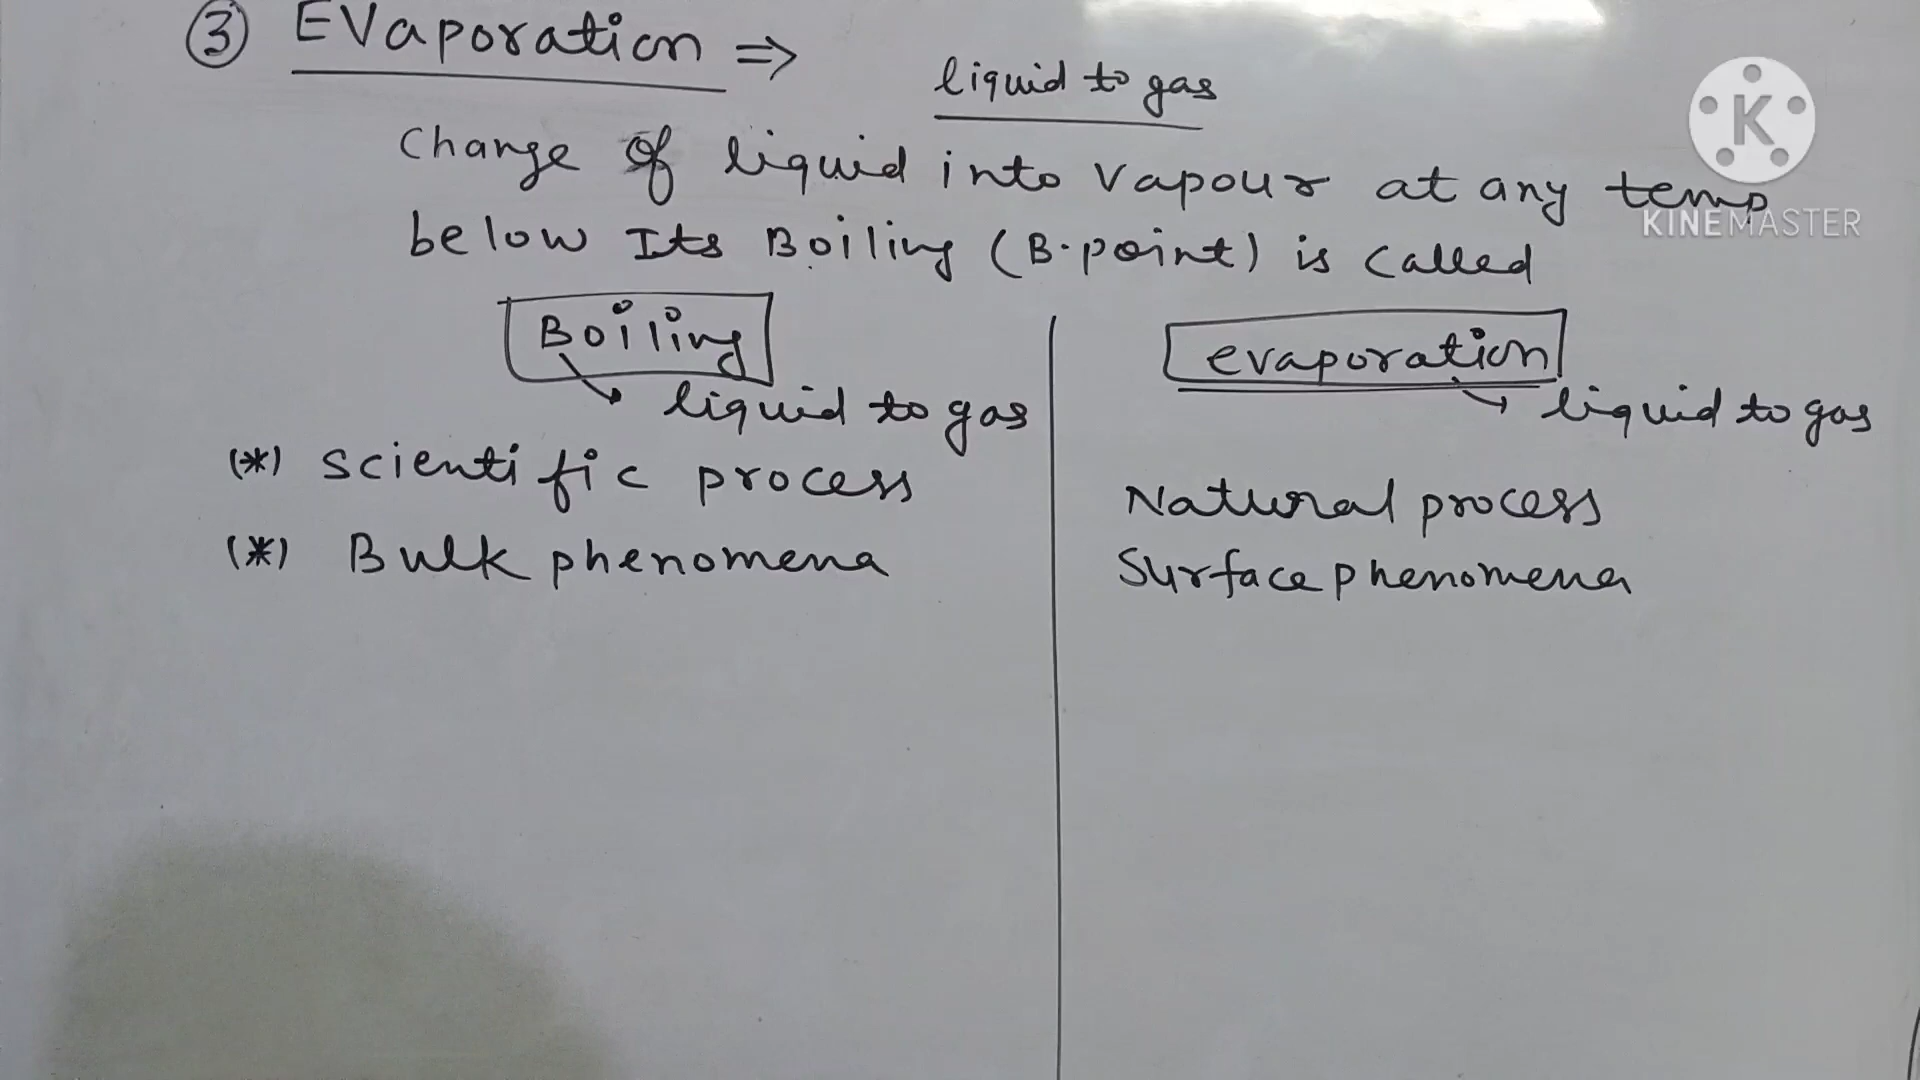 ③ Evaporation ⇒
liquid to gas
Change of liquid into vapour at any temp
below Its Boiling (B.point) is called
Boiling
evaporation
liquid to gas
liquid to gas
(*) scientific process
Natural process
(*) Bulk phenomena
Surface phenomena
K
KINEMASTER